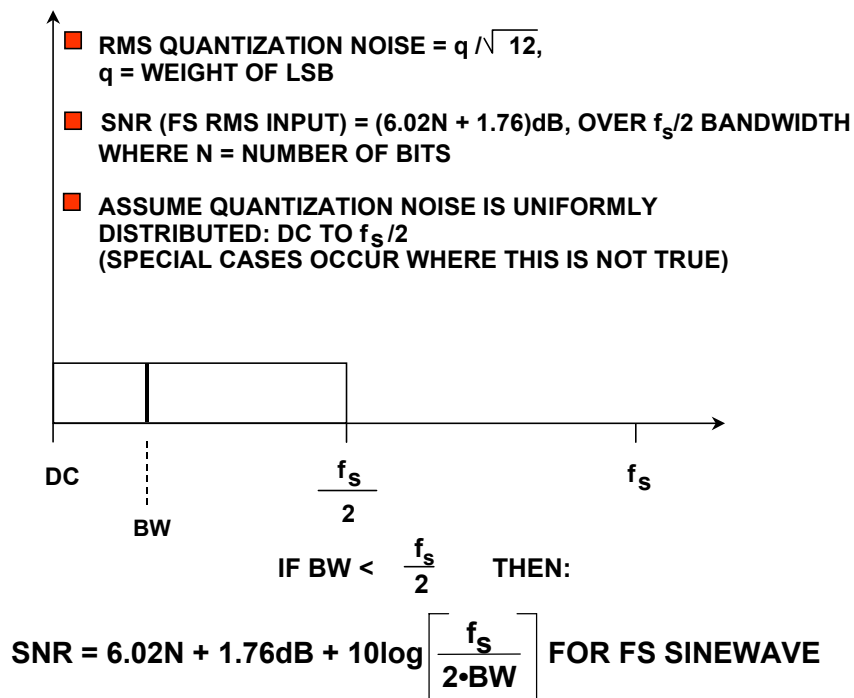 RMS QUANTIZATION NOISE = q /√ 12,
q = WEIGHT OF LSB
SNR (FS RMS INPUT) = (6.02N + 1.76)dB, OVER fs/2 BANDWIDTH
WHERE N = NUMBER OF BITS
ASSUME QUANTIZATION NOISE IS UNIFORMLY
DISTRIBUTED: DC TO fs/2
(SPECIAL CASES OCCUR WHERE THIS IS NOT TRUE)
DC
BW
fs
2
fs
IF BW < fs/2 THEN:
SNR = 6.02N + 1.76dB + 10log[fs/2•BW] FOR FS SINEWAVE